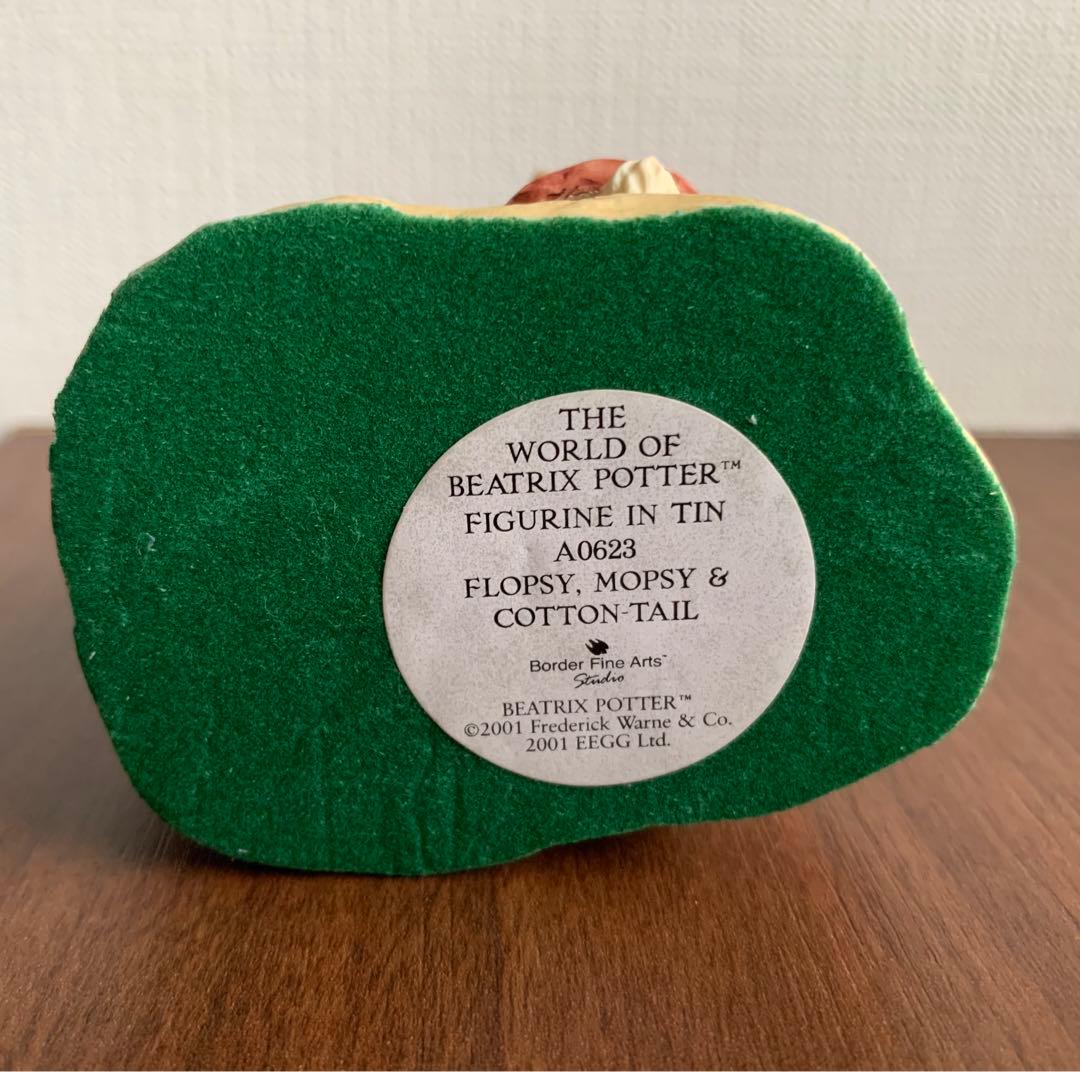 THE
WORLD OF
BEATRIX POTTER™
FIGURINE IN TIN
A0623
FLOPSY, MOPSY &
COTTON-TAIL
Border Fine Arts™
Studio
BEATRIX POTTER™
©2001 Frederick Warne & Co.
2001 EEGG Ltd.